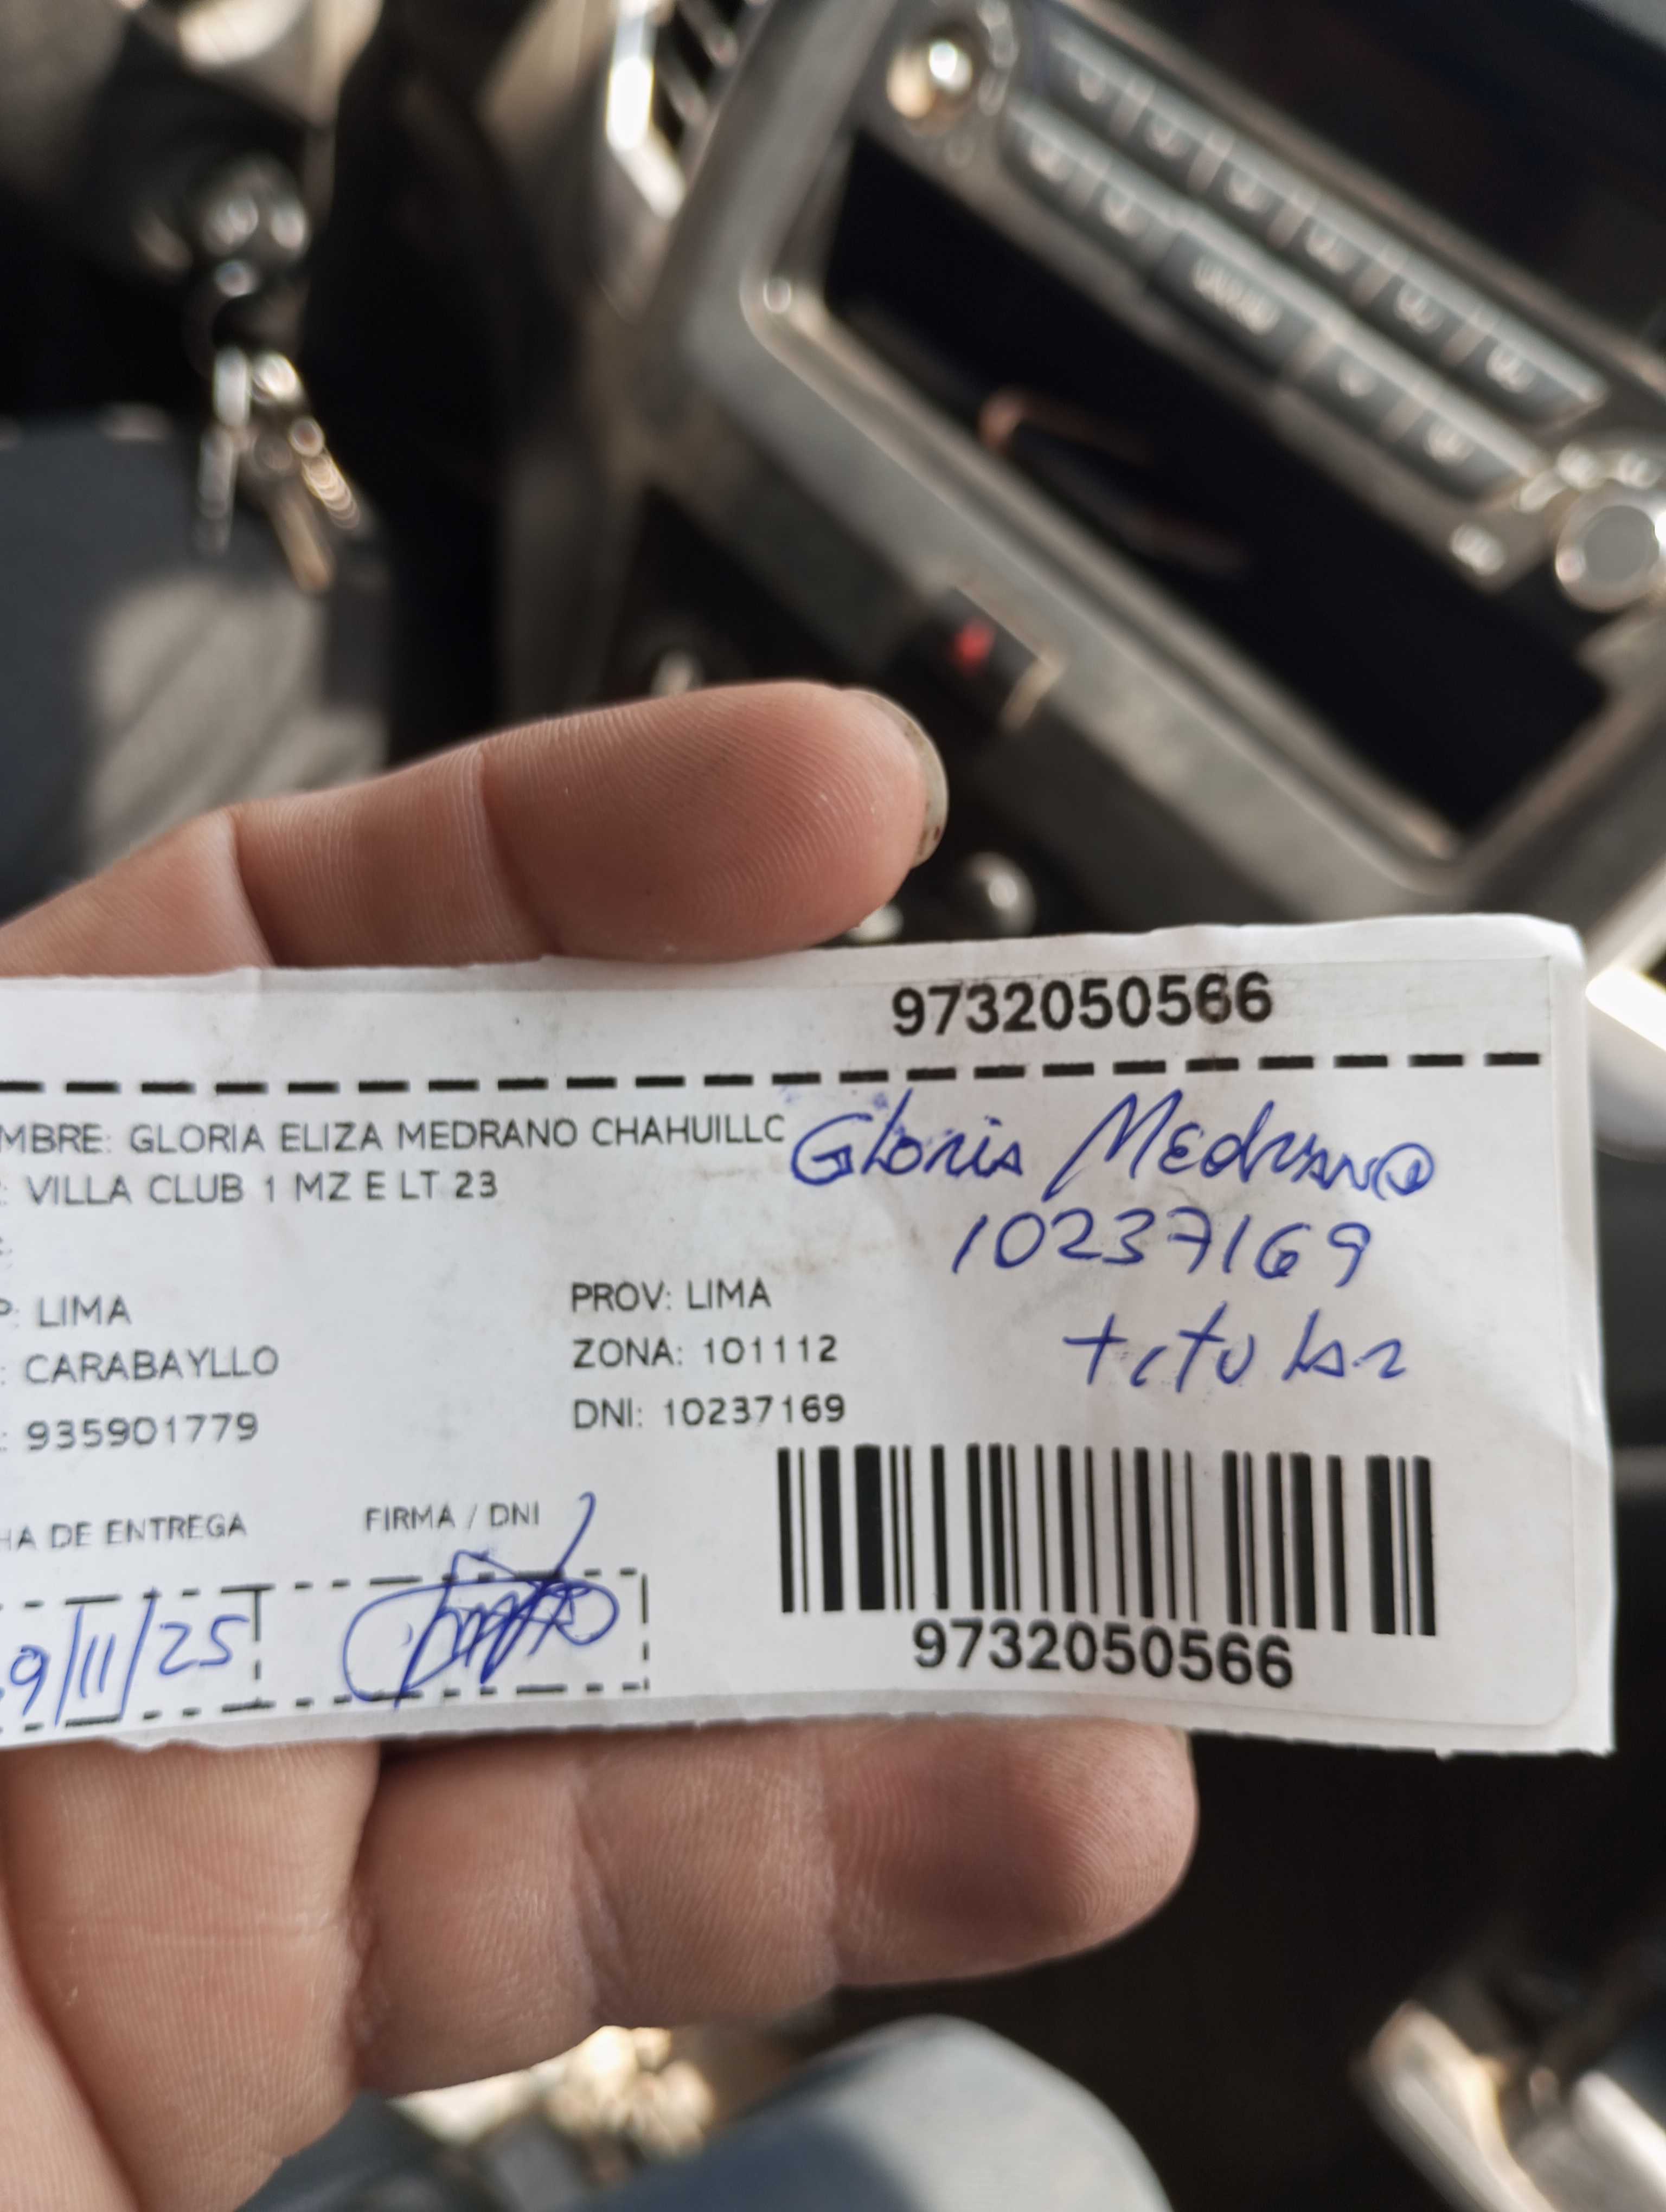 9732050566
MBRE: GLORIA ELIZA MEDRANO CHAHUILLC
: VILLA CLUB 1 MZ E LT 23
Gloria Medrano
10237169
titular
P: LIMA
PROV: LIMA
: CARABAYLLO
ZONA: 101112
: 935901779
DNI: 10237169
HA DE ENTREGA
FIRMA / DNI
9/11/25
9732050566